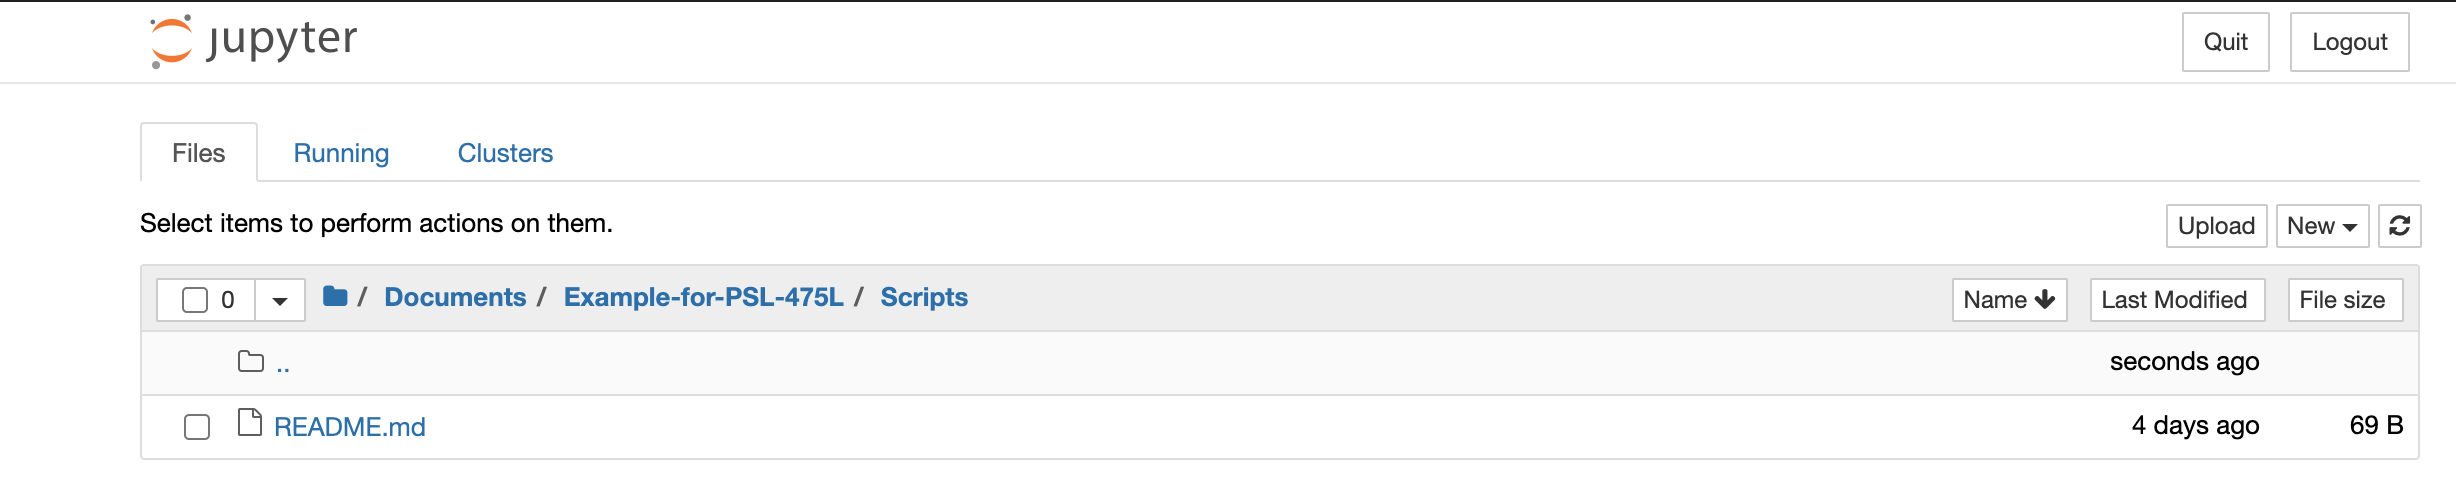 jupyter
Quit
Logout
Files
Running
Clusters
Select items to perform actions on them.
Upload
New
0
/ Documents / Example-for-PSL-475L / Scripts
Name
Last Modified
File size
..
seconds ago
README.md
4 days ago
69 B